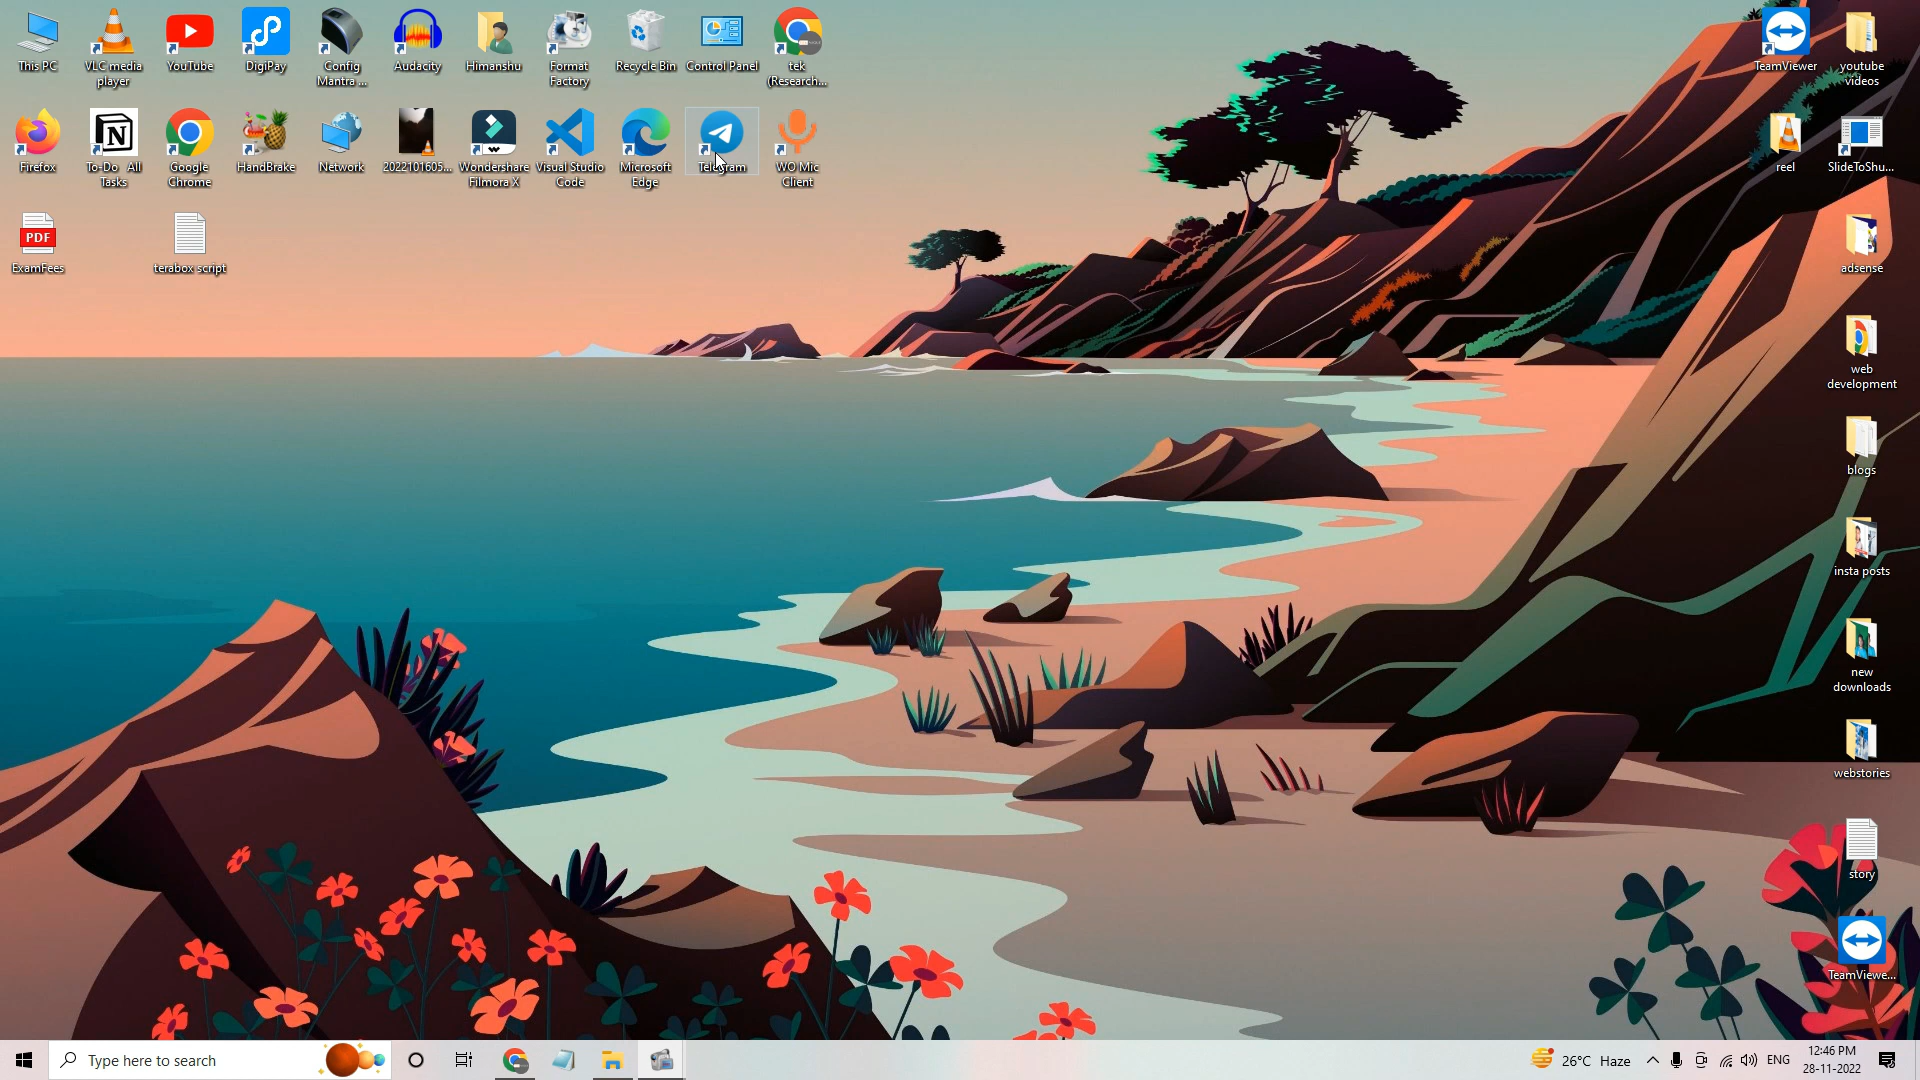 This PC
VLC media
player
YouTube
DigiPay
Config
Mantra ...
Audacity
Himanshu
Format
Factory
Recycle Bin
Control Panel
tek
(Research...
TeamViewer
youtube
videos
Firefox
N
To-Do All
Tasks
Google
Chrome
HandBrake
Network
2022101605...
Wondershare
Filmora X
Visual Studio
Code
Microsoft
Edge
Telegram
WO Mic
Client
reel
SlideToShu...
PDF
ExamFees
terabox script
adsense
web
development
blogs
insta posts
new
downloads
webstories
story
TeamViewe...
Type here to search
26°C Haze
ENG
12:46 PM
28-11-2022